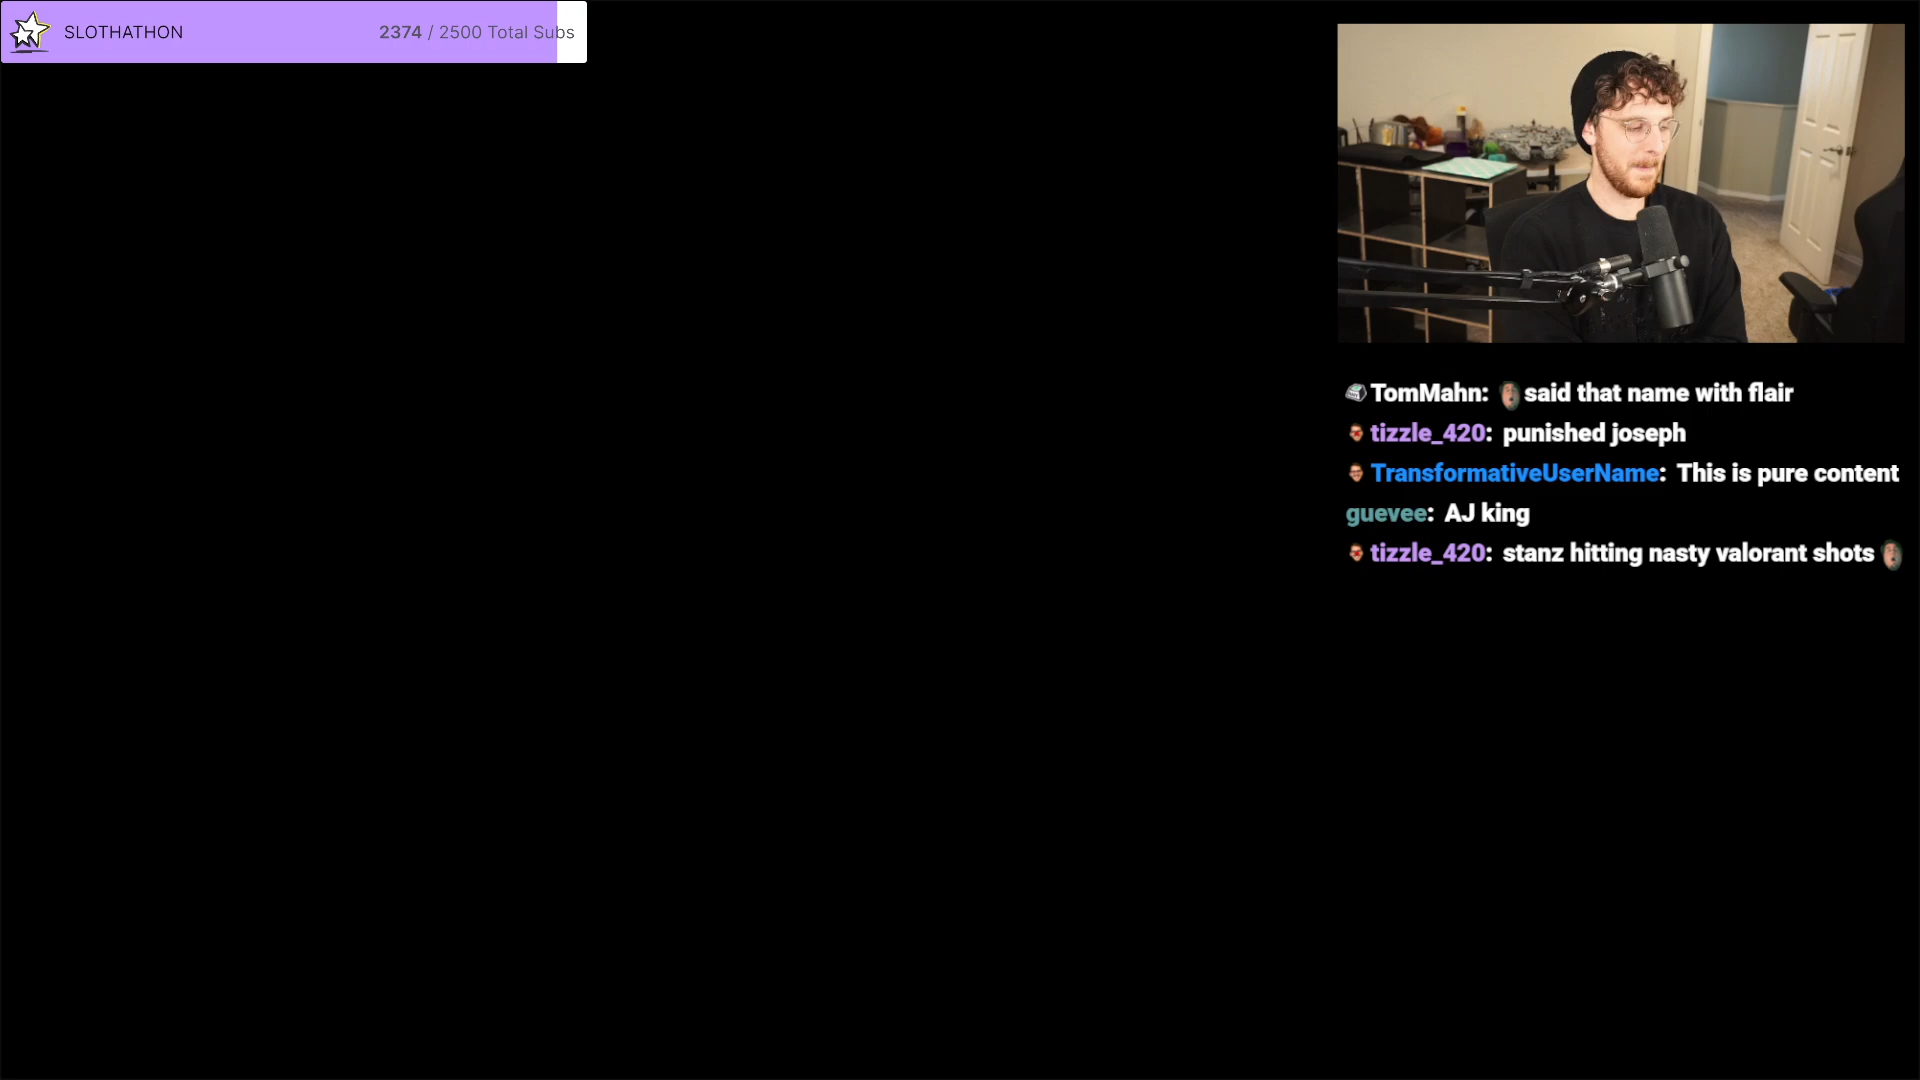 SLOTHATHON 2374 / 2500 Total Subs
TomMahn: said that name with flair
tizzle_420: punished joseph
TransformativeUserName: This is pure content
guevee: AJ king
tizzle_420: stanz hitting nasty valorant shots